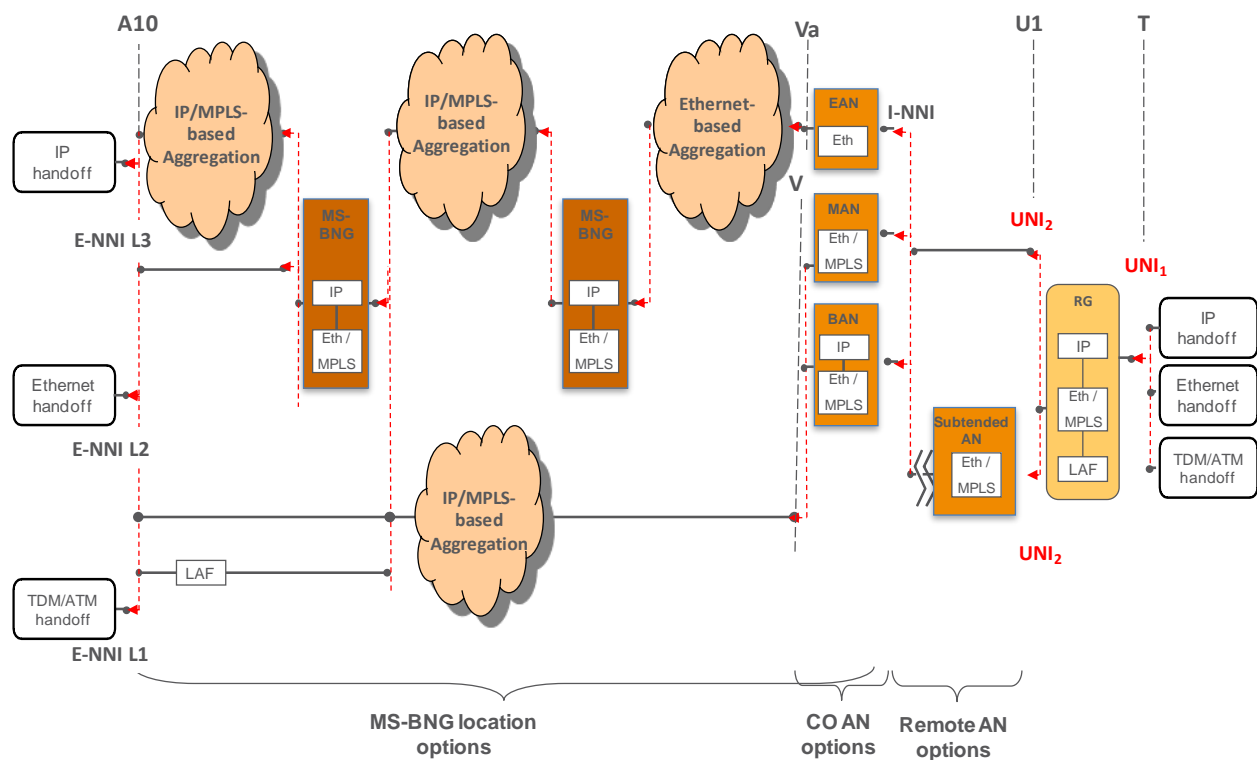 A10
Va
U1
T
IP/MPLS-
based
Aggregation
IP/MPLS-
based
Aggregation
Ethernet-
based
Aggregation
EAN
Eth
I-NNI
IP
handoff
E-NNI L3
MS-
BNG
IP
Eth /
MPLS
MS-
BNG
IP
Eth /
MPLS
V
MAN
Eth /
MPLS
BAN
IP
Eth /
MPLS
UNI₂
UNI₁
RG
IP
Eth /
MPLS
LAF
IP
handoff
Ethernet
handoff
TDM/ATM
handoff
Ethernet
handoff
E-NNI L2
Subtended
AN
Eth /
MPLS
IP/MPLS-
based
Aggregation
LAF
UNI₂
TDM/ATM
handoff
E-NNI L1
MS-BNG location
options
CO AN
options
Remote AN
options